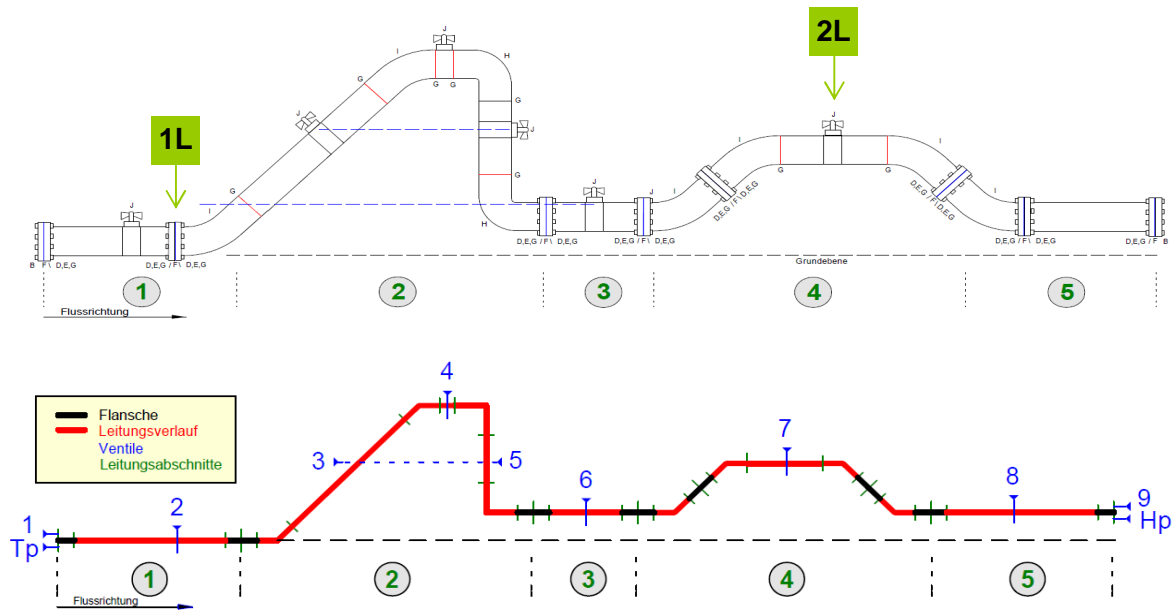 J
2L
I
H
G
G
G
G
J
J
J
1L
I
I
J
G
G
J
J
J
G
G
G
I
I
H
D,E,G / F \ D,E,G
D,E,G / F \ D,E,G
B F \ D,E,G
D,E,G / F \ D,E,G
D,E,G / F \ D,E,G
D,E,G / F \ D,E,G
D,E,G / F \ D,E,G
D,E,G / F B
Grundebene
1
2
3
4
5
Flussrichtung
4
Flansche
Leitungsverlauf
Ventile
Leitungsabschnitte
7
3
5
6
8
9
Hp
2
1
Tp
1
2
3
4
5
Flussrichtung